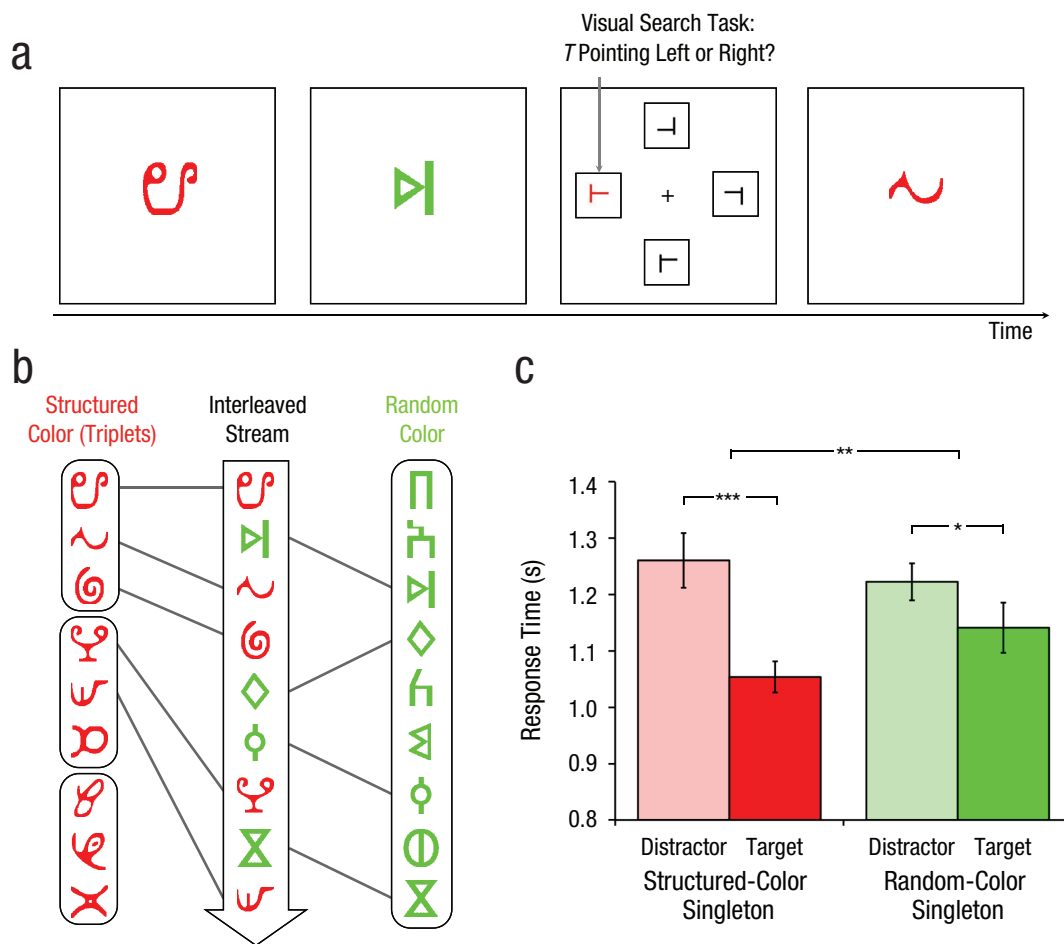 a
Visual Search Task:
T Pointing Left or Right?
T
T
+
T
T
Time
b
Structured
Color (Triplets)
Interleaved
Stream
Random
Color
c
**
***
*
1.4
1.3
1.2
1.1
1.0
0.9
0.8
Response Time (s)
Distractor
Target
Distractor
Target
Structured-Color
Singleton
Random-Color
Singleton